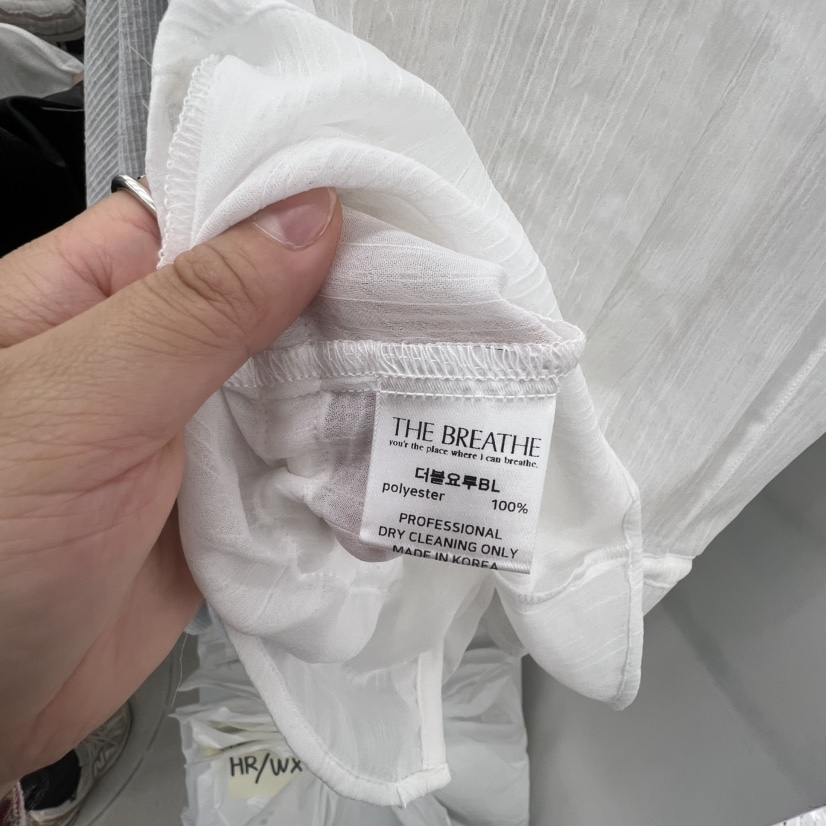 THE BREATHE
you'r the place where i can breathe.
더블요루BL
polyester 100%
PROFESSIONAL
DRY CLEANING ONLY
MADE IN KOREA
HR/WX